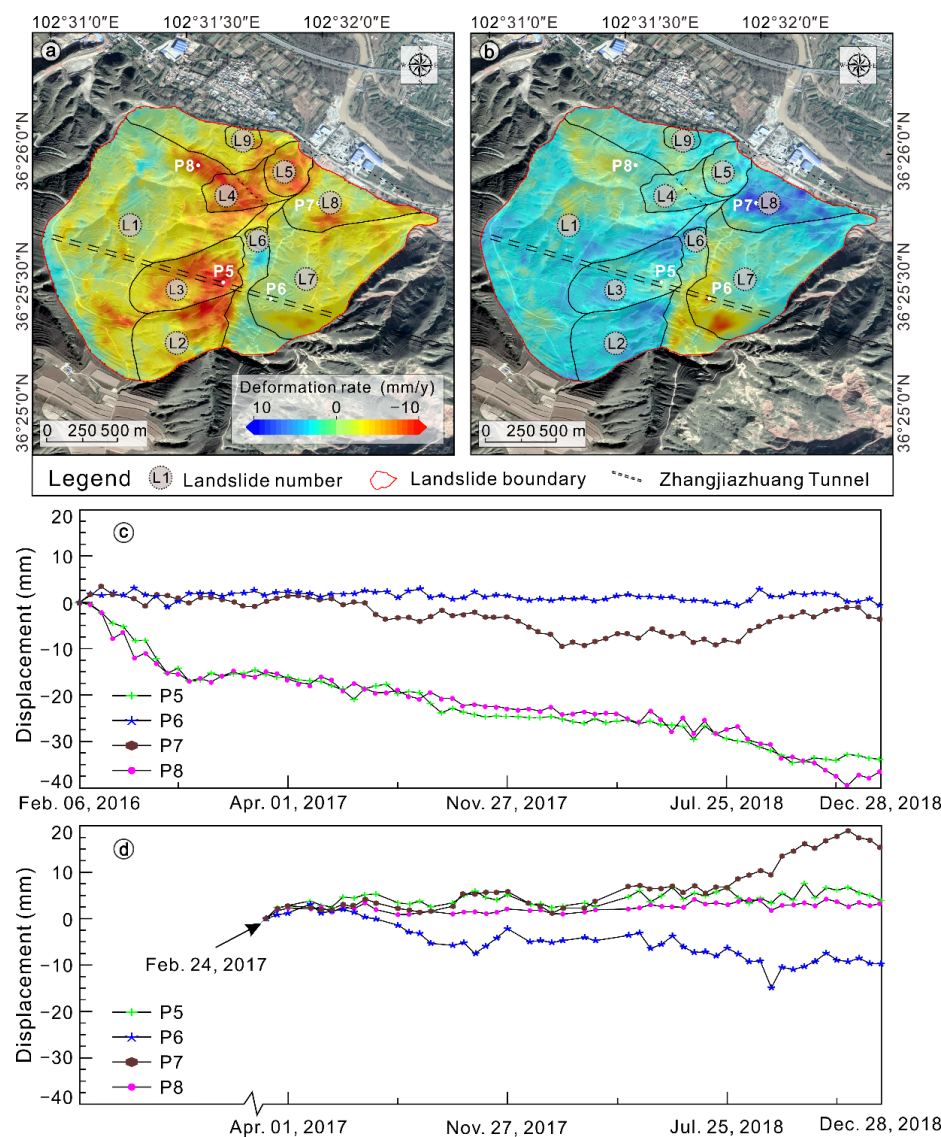 102°31′0″E 102°31′30″E 102°32′0″E 102°31′0″E 102°31′30″E 102°32′0″E
a
b
N
W
E
S
N
W
E
S
36°26′0″N
36°25′30″N
36°25′0″N
36°26′0″N
36°25′30″N
36°25′0″N
L9
P8
L5
L4
P7
L8
L1
L6
P5
L7
L3
P6
L2
L9
P8
L5
L4
P7
L8
L1
L6
P5
L7
P6
L3
L2
Deformation rate (mm/y)
10 0 −10
0 250 500 m
0 250 500 m
Legend L1 Landslide number Landslide boundary Zhangjiazhuang Tunnel
c
Displacement (mm)
20
10
0
−10
−20
−30
−40
P5
P6
P7
P8
Feb. 06, 2016 Apr. 01, 2017 Nov. 27, 2017 Jul. 25, 2018 Dec. 28, 2018
d
Displacement (mm)
20
10
0
−10
−20
−30
−40
Feb. 24, 2017
P5
P6
P7
P8
Apr. 01, 2017 Nov. 27, 2017 Jul. 25, 2018 Dec. 28, 2018